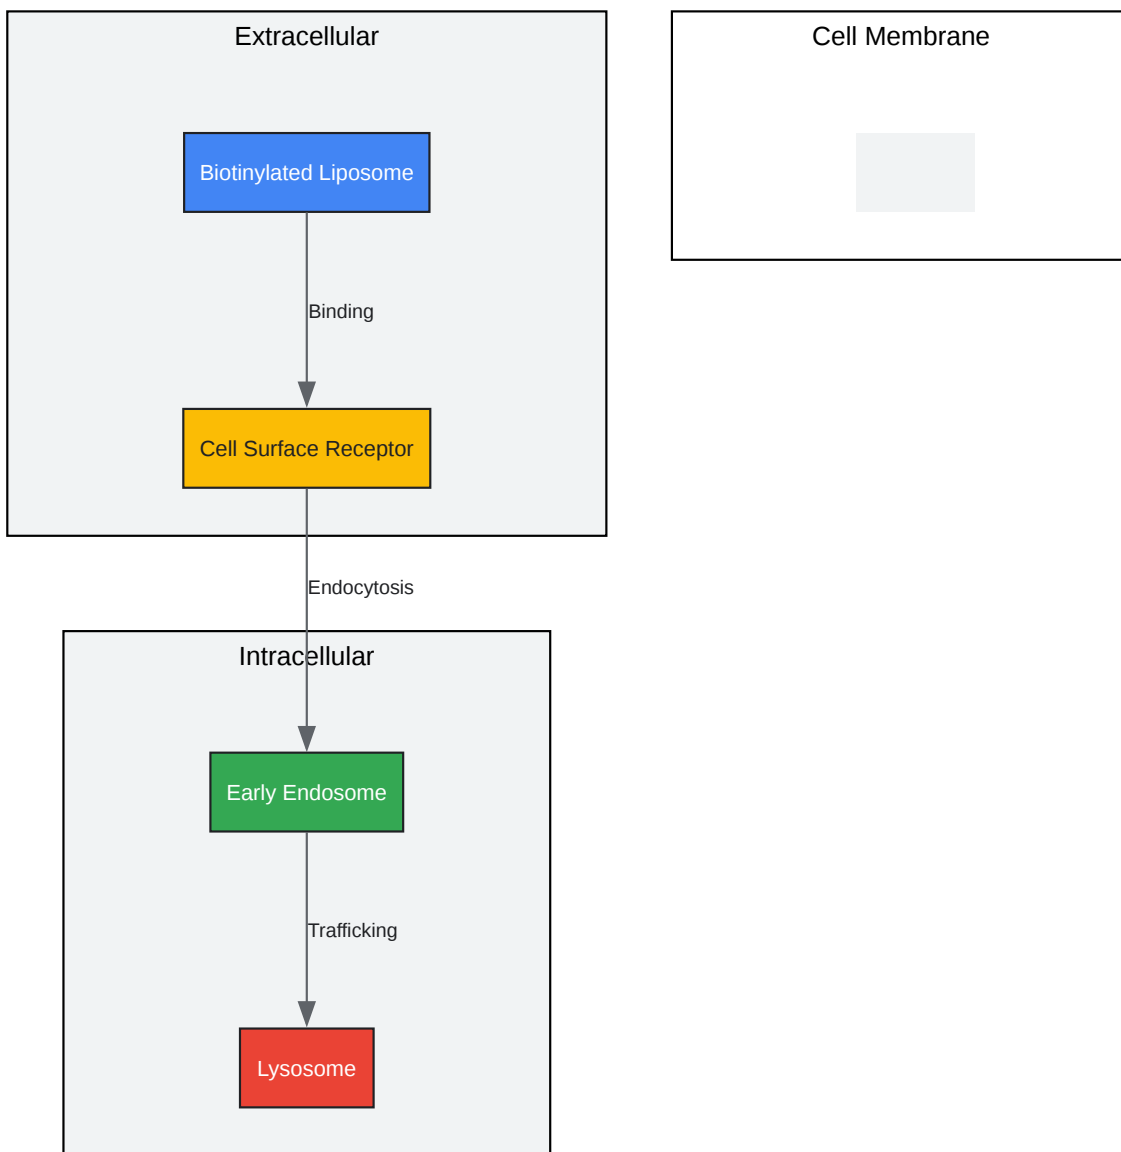 Extracellular
Cell Membrane
Biotinylated Liposome
Binding
Cell Surface Receptor
Endocytosis
Intracellular
Early Endosome
Trafficking
Lysosome